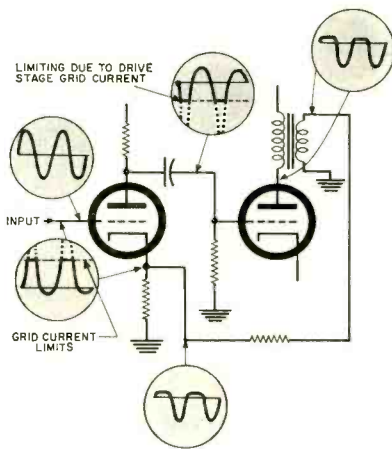 LIMITING DUE TO DRIVE
STAGE GRID CURRENT
INPUT
GRID CURRENT
LIMITS